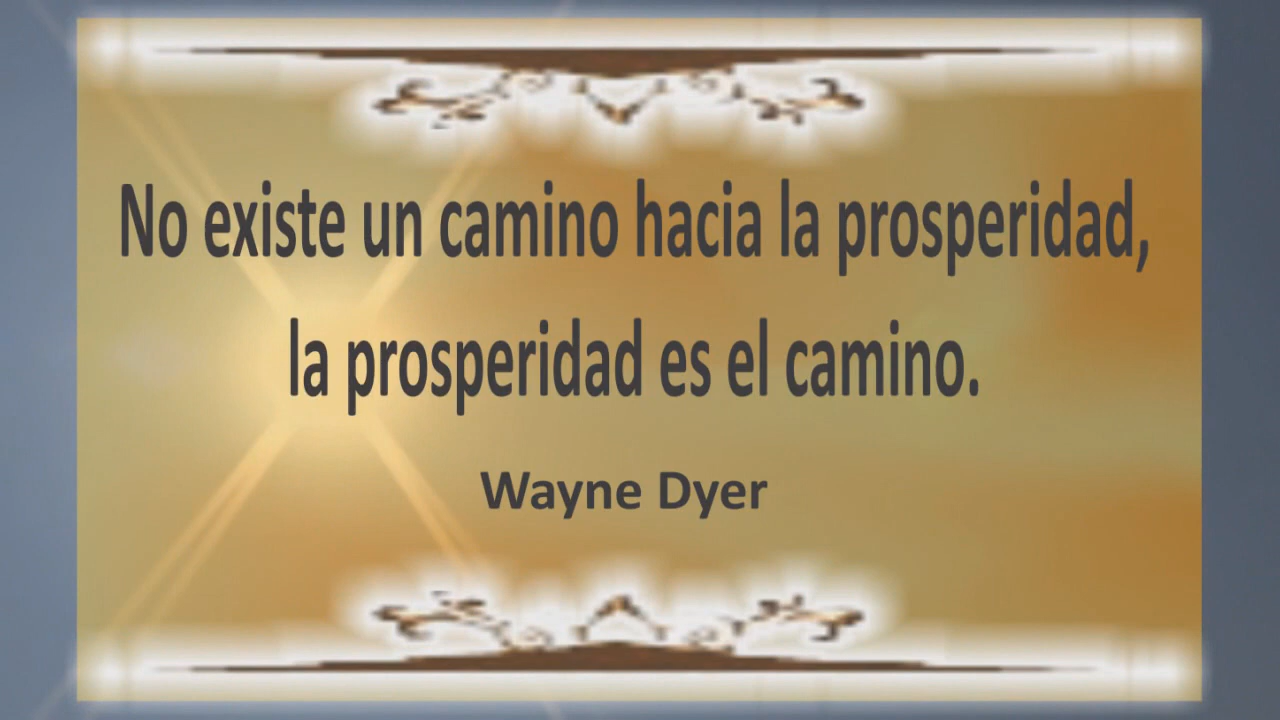 No existe un camino hacia la prosperidad,
la prosperidad es el camino.
Wayne Dyer